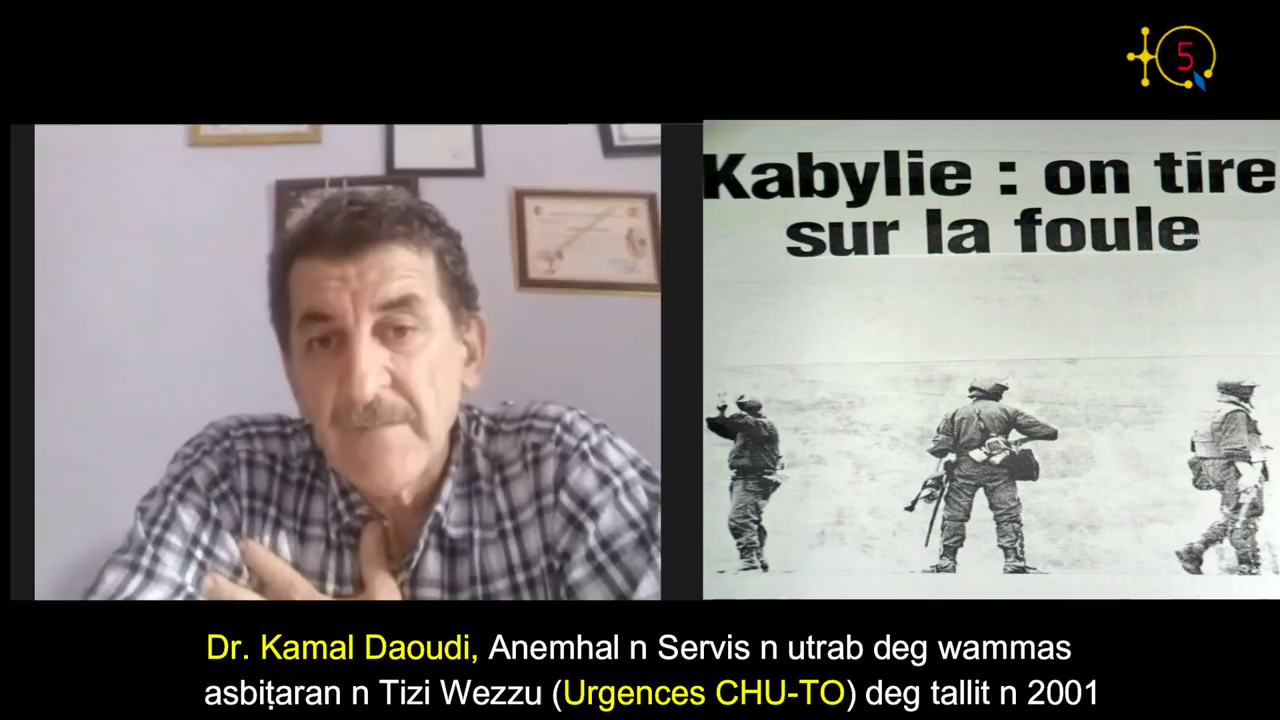 5
Kabylie : on tire
sur la foule
Dr. Kamal Daoudi, Anemhal n Servis n utrab deg wammas
asbiṭaran n Tizi Wezzu (Urgences CHU-TO) deg tallit n 2001